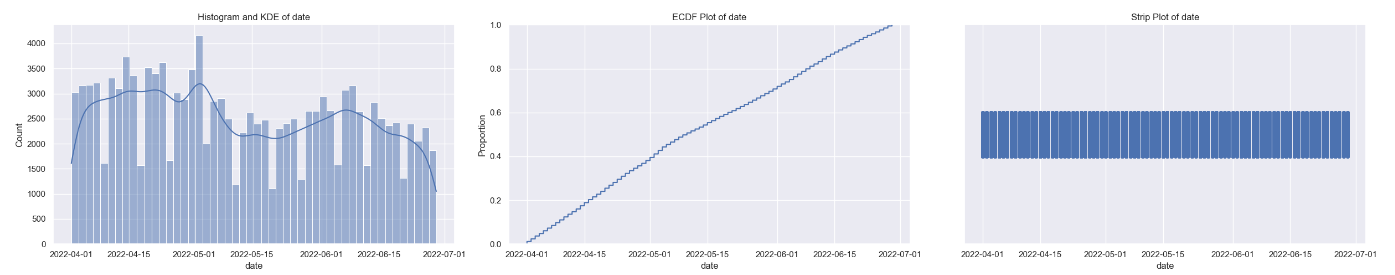 Histogram and KDE of date
4000
3500
3000
2500
2000
1500
1000
500
0
Count
2022-04-01 2022-04-15 2022-05-01 2022-05-15 2022-06-01 2022-06-15 2022-07-01
date
ECDF Plot of date
1.0
0.8
0.6
0.4
0.2
0.0
Proportion
2022-04-01 2022-04-15 2022-05-01 2022-05-15 2022-06-01 2022-06-15 2022-07-01
date
Strip Plot of date
2022-04-01 2022-04-15 2022-05-01 2022-05-15 2022-06-01 2022-06-15 2022-07-01
date